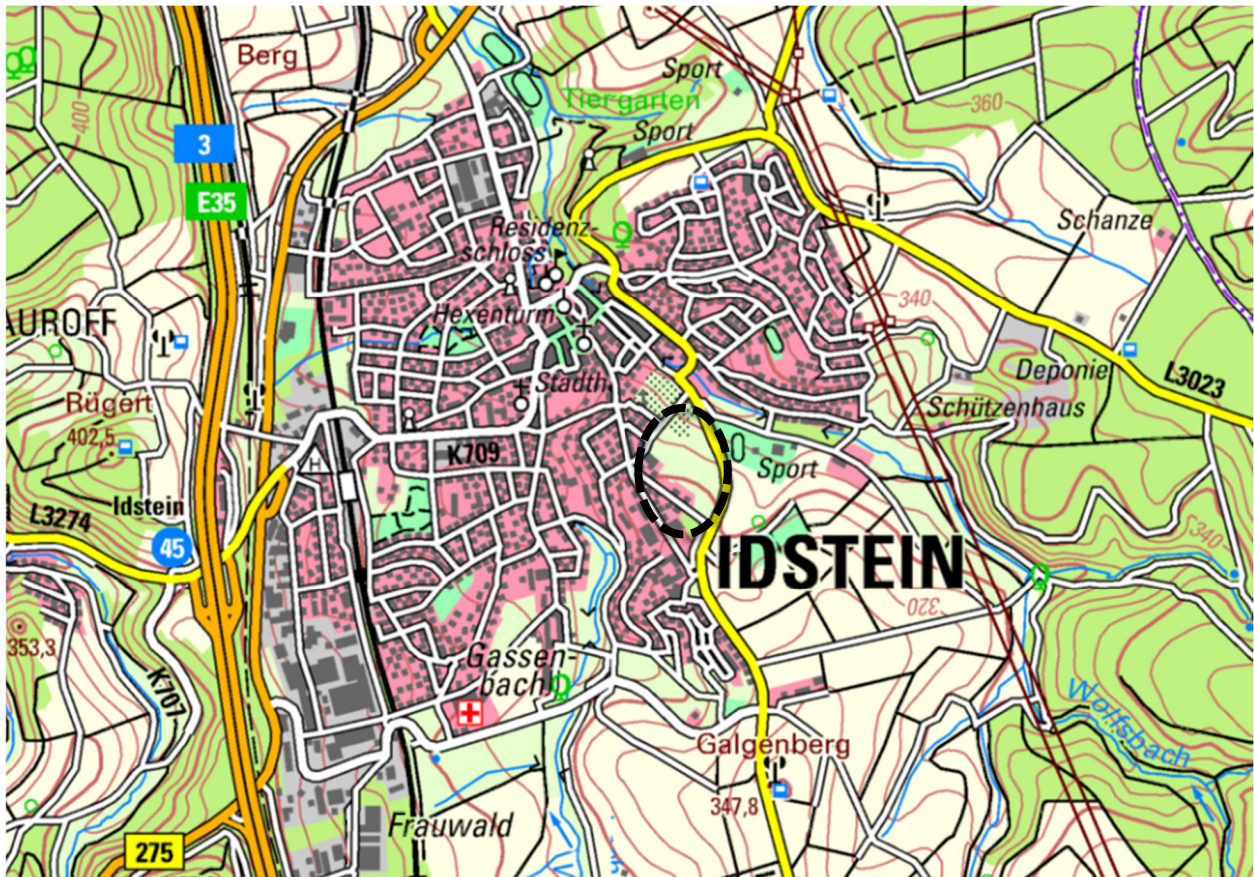 Berg
Sport
Tiergarten
Sport
360
400
3
E35
Residenz-
schloss
Schanze
Hexenturm
340
AUROFF
Stadth.
Deponie
L3023
Rügert
402,5
Schützenhaus
K709
H
Sport
L3274
Idstein
45
IDSTEIN
340
320
353,3
K707
Gassen-
bach
Wolfsbach
Galgenberg
347,8
Frauwald
275